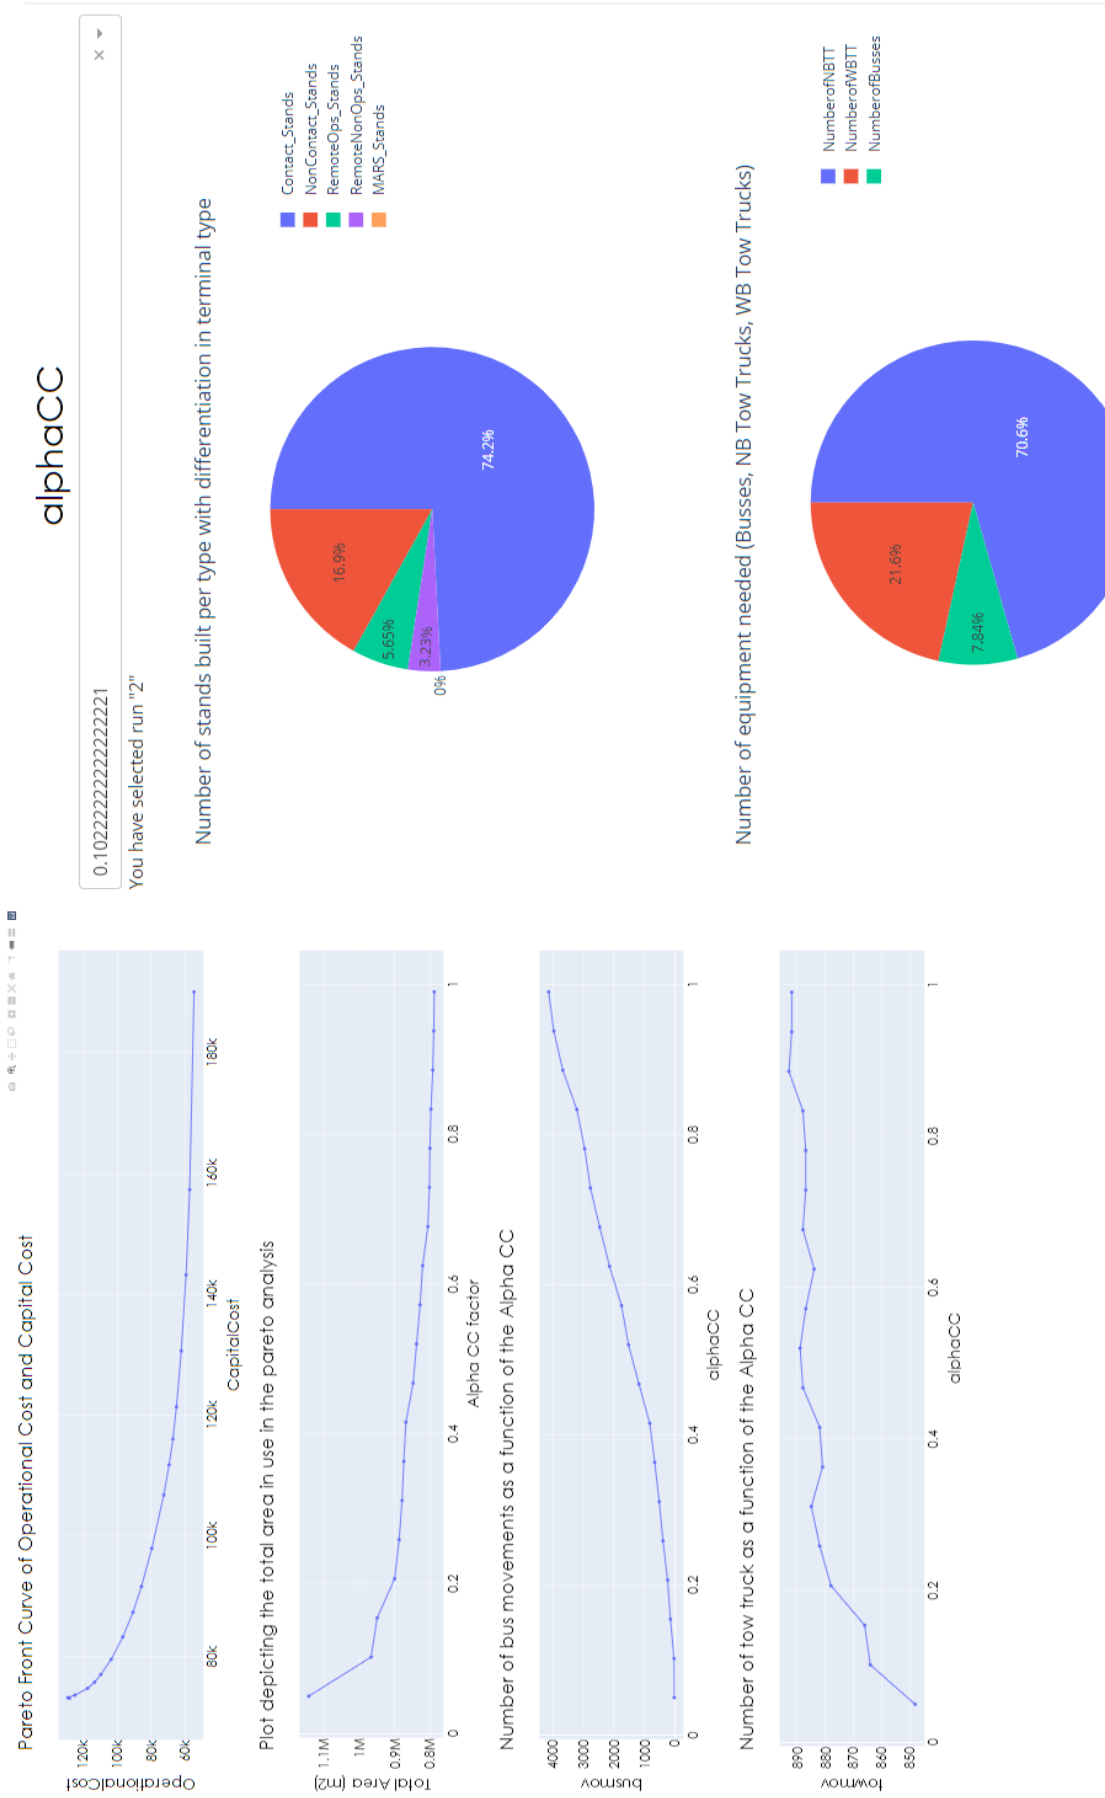 Pareto Front Curve of Operational Cost and Capital Cost
OperationalCost
120k
100k
80k
60k
80k
100k
120k
140k
160k
180k
CapitalCost
Plot depicting the total area in use in the pareto analysis
Total Area (m2)
1.1M
1M
0.9M
0.8M
0
0.2
0.4
0.6
0.8
1
Alpha CC factor
Number of bus movements as a function of the Alpha CC
busmov
4000
3000
2000
1000
0
0
0.2
0.4
0.6
0.8
1
alphaCC
Number of tow truck as a function of the Alpha CC
towmov
890
880
870
860
850
0
0.2
0.4
0.6
0.8
1
alphaCC
alphaCC
0.10222222222222221
You have selected run "2"
Number of stands built per type with differentiation in terminal type
74.2%
16.9%
5.65%
3.23%
0%
Contact_Stands
NonContact_Stands
RemoteOps_Stands
RemoteNonOps_Stands
MARS_Stands
Number of equipment needed (Busses, NB Tow Trucks, WB Tow Trucks)
70.6%
21.6%
7.84%
NumberofNBTT
NumberofWBTT
NumberofBusses